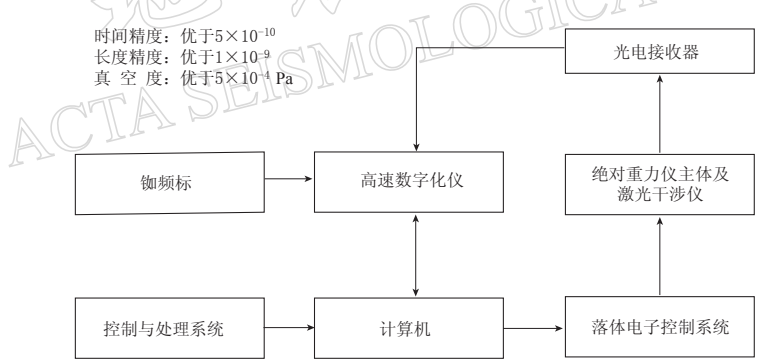 时间精度：优于5×10⁻¹⁰
长度精度：优于1×10⁻⁹
真 空 度：优于5×10⁻⁴ Pa
光电接收器
铷频标
高速数字化仪
绝对重力仪主体及
激光干涉仪
控制与处理系统
计算机
落体电子控制系统
ACTA SEISMOLOGICA